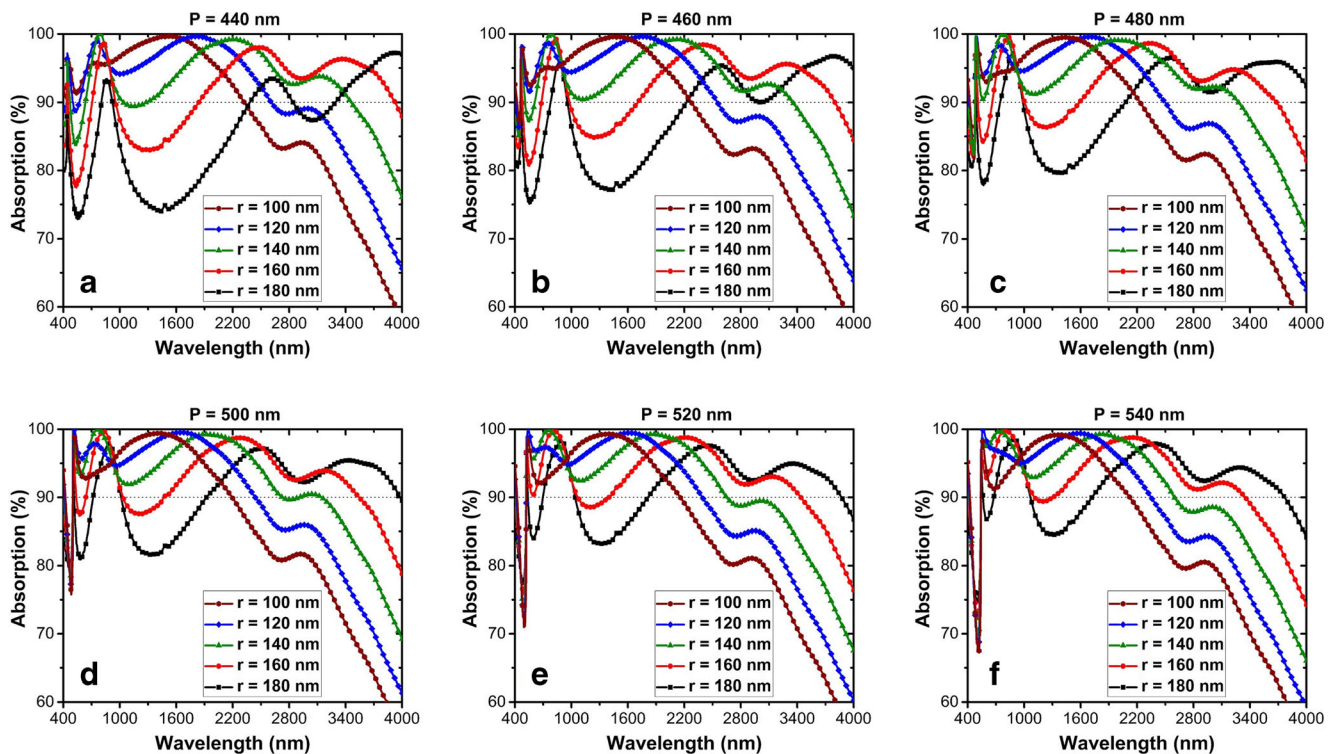 P = 440 nm
Absorption (%)
100
90
80
70
60
a
r = 100 nm
r = 120 nm
r = 140 nm
r = 160 nm
r = 180 nm
400 1000 1600 2200 2800 3400 4000
Wavelength (nm)
P = 460 nm
Absorption (%)
100
90
80
70
60
b
r = 100 nm
r = 120 nm
r = 140 nm
r = 160 nm
r = 180 nm
400 1000 1600 2200 2800 3400 4000
Wavelength (nm)
P = 480 nm
Absorption (%)
100
90
80
70
60
c
r = 100 nm
r = 120 nm
r = 140 nm
r = 160 nm
r = 180 nm
400 1000 1600 2200 2800 3400 4000
Wavelength (nm)
P = 500 nm
Absorption (%)
100
90
80
70
60
d
r = 100 nm
r = 120 nm
r = 140 nm
r = 160 nm
r = 180 nm
400 1000 1600 2200 2800 3400 4000
Wavelength (nm)
P = 520 nm
Absorption (%)
100
90
80
70
60
e
r = 100 nm
r = 120 nm
r = 140 nm
r = 160 nm
r = 180 nm
400 1000 1600 2200 2800 3400 4000
Wavelength (nm)
P = 540 nm
Absorption (%)
100
90
80
70
60
f
r = 100 nm
r = 120 nm
r = 140 nm
r = 160 nm
r = 180 nm
400 1000 1600 2200 2800 3400 4000
Wavelength (nm)